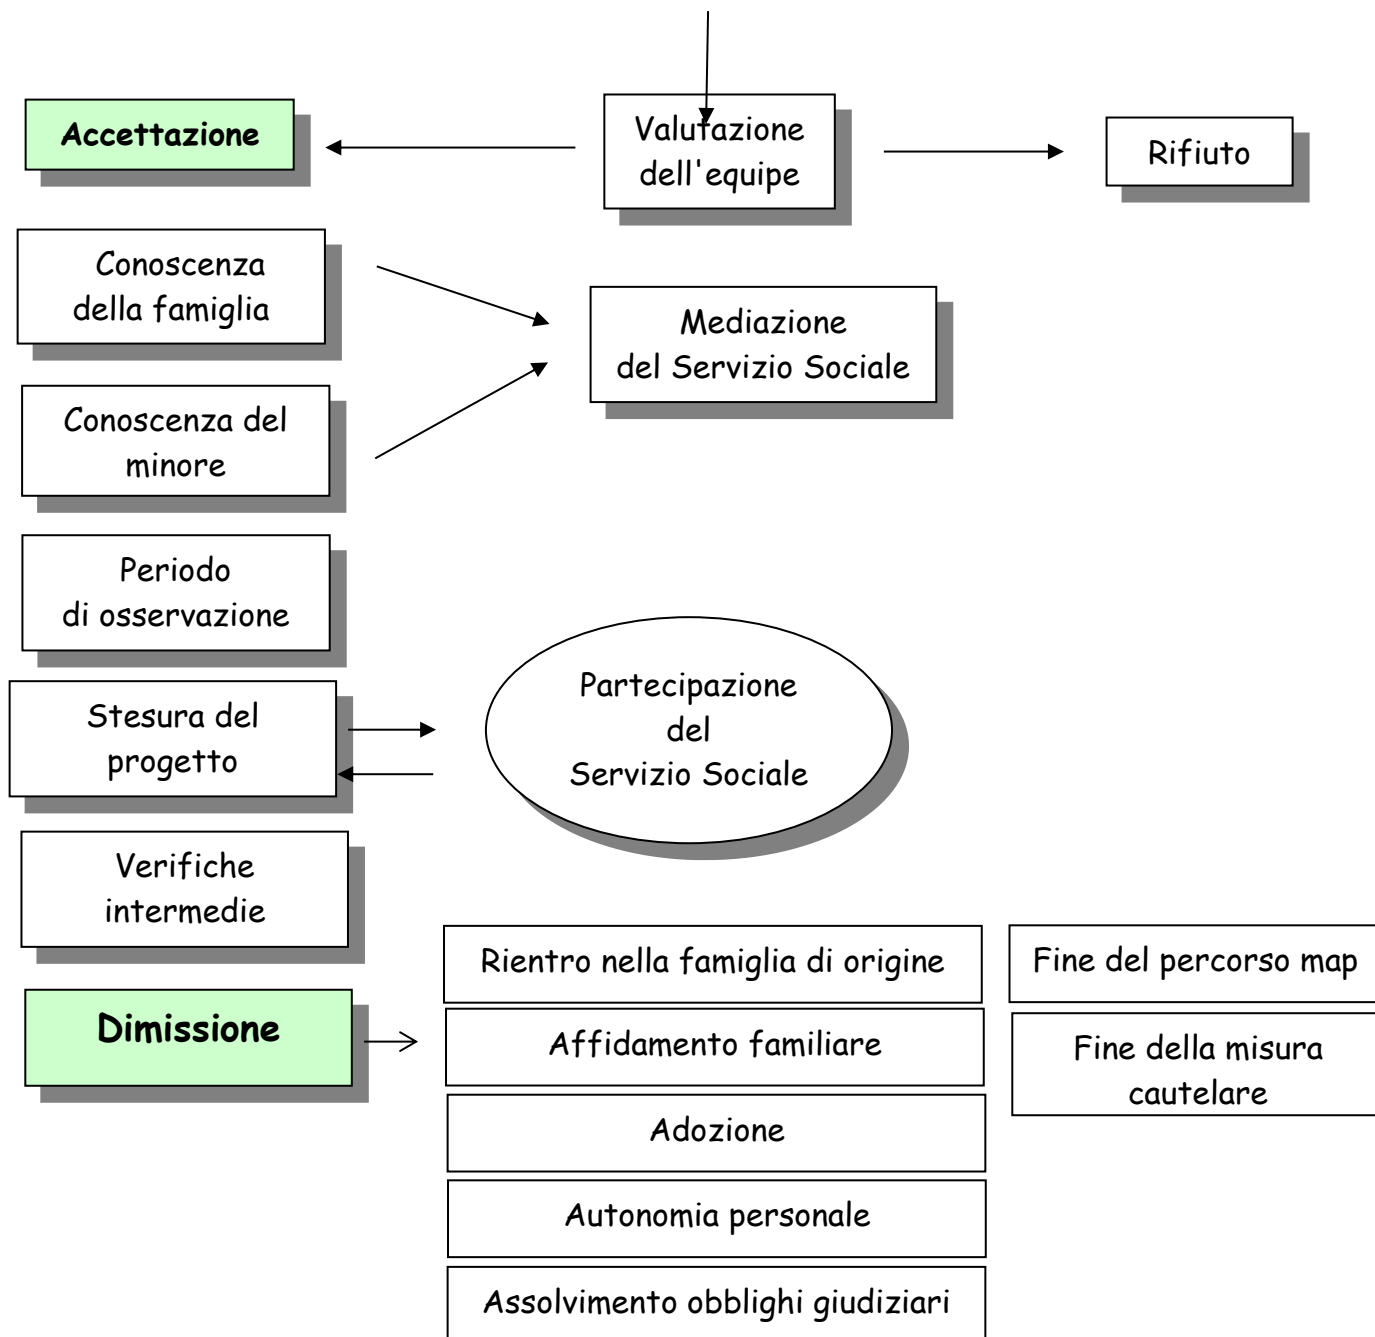 Accettazione
Valutazione
dell'equipe
Rifiuto
Conoscenza
della famiglia
Mediazione
del Servizio Sociale
Conoscenza del
minore
Periodo
di osservazione
Partecipazione
del
Servizio Sociale
Stesura del
progetto
Verifiche
intermedie
Dimissione
Rientro nella famiglia di origine
Fine del percorso map
Affidamento familiare
Fine della misura
cautelare
Adozione
Autonomia personale
Assolvimento obblighi giudiziari